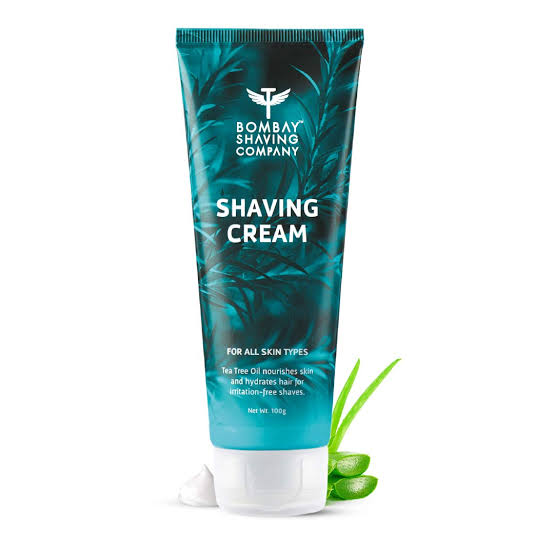 BOMBAY™
SHAVING
COMPANY
SHAVING
CREAM
FOR ALL SKIN TYPES
Tea Tree Oil nourishes skin
and hydrates hair for
irritation-free shaves.
Net Wt. 100g